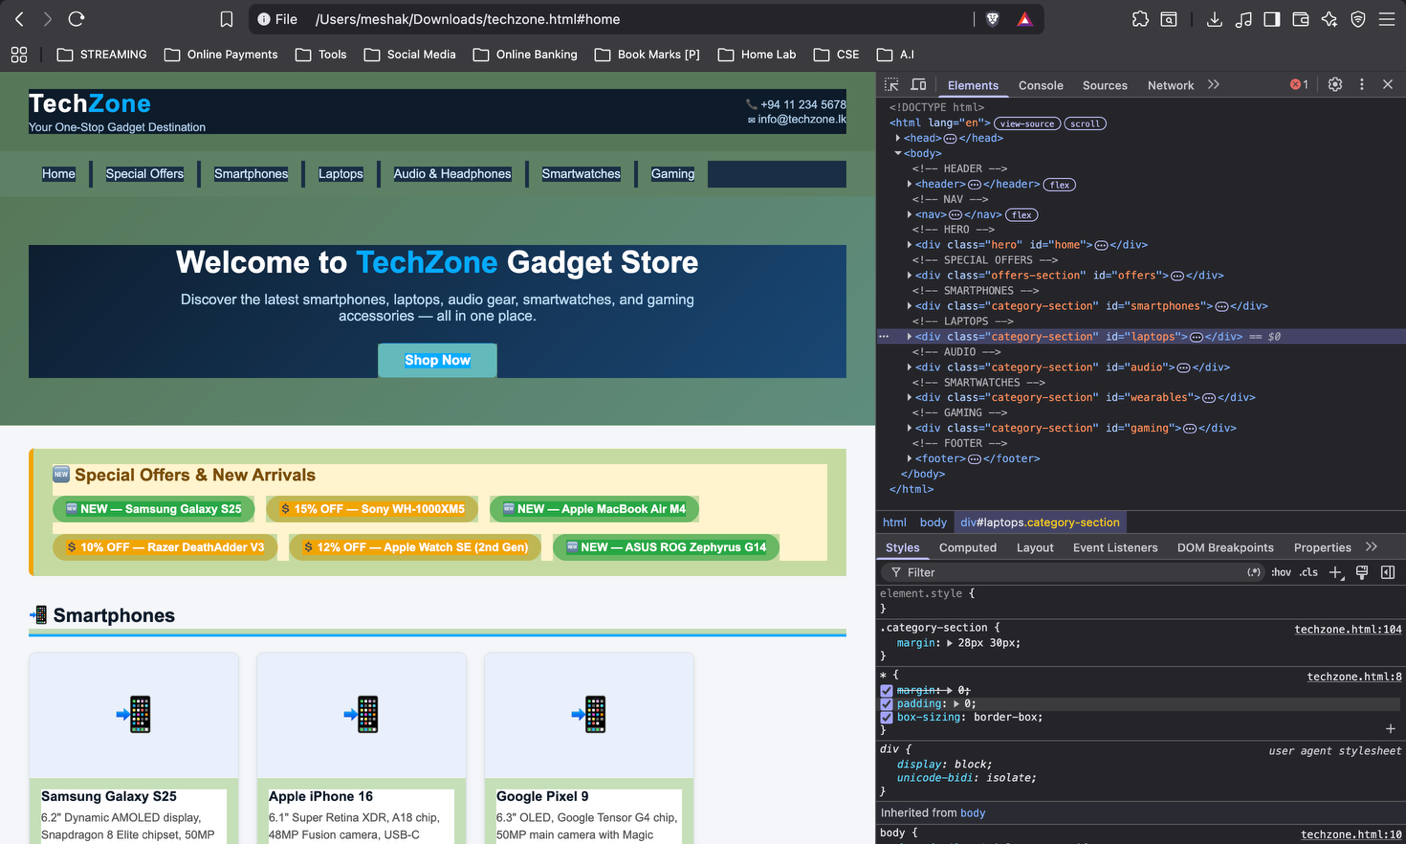 File /Users/meshak/Downloads/techzone.html#home
STREAMING Online Payments Tools Social Media Online Banking Book Marks [P] Home Lab CSE A.I
TechZone
Your One-Stop Gadget Destination
📞 +94 11 234 5678
✉ info@techzone.lk
Home Special Offers Smartphones Laptops Audio & Headphones Smartwatches Gaming
Welcome to TechZone Gadget Store
Discover the latest smartphones, laptops, audio gear, smartwatches, and gaming
accessories — all in one place.
Shop Now
🆕 Special Offers & New Arrivals
🆕 NEW — Samsung Galaxy S25
💲 15% OFF — Sony WH-1000XM5
🆕 NEW — Apple MacBook Air M4
💲 10% OFF — Razer DeathAdder V3
💲 12% OFF — Apple Watch SE (2nd Gen)
🆕 NEW — ASUS ROG Zephyrus G14
📲 Smartphones
Samsung Galaxy S25
6.2" Dynamic AMOLED display,
Snapdragon 8 Elite chipset, 50MP
Apple iPhone 16
6.1" Super Retina XDR, A18 chip,
48MP Fusion camera, USB-C
Google Pixel 9
6.3" OLED, Google Tensor G4 chip,
50MP main camera with Magic
Elements Console Sources Network 1
<!DOCTYPE html>
<html lang="en"> view-source scroll
<head>…</head>
<body>
<!-- HEADER -->
<header>…</header> flex
<!-- NAV -->
<nav>…</nav> flex
<!-- HERO -->
<div class="hero" id="home">…</div>
<!-- SPECIAL OFFERS -->
<div class="offers-section" id="offers">…</div>
<!-- SMARTPHONES -->
<div class="category-section" id="smartphones">…</div>
<!-- LAPTOPS -->
<div class="category-section" id="laptops">…</div> == $0
<!-- AUDIO -->
<div class="category-section" id="audio">…</div>
<!-- SMARTWATCHES -->
<div class="category-section" id="wearables">…</div>
<!-- GAMING -->
<div class="category-section" id="gaming">…</div>
<!-- FOOTER -->
<footer>…</footer>
</body>
</html>
html body div#laptops.category-section
Styles Computed Layout Event Listeners DOM Breakpoints Properties
Filter (.*) :hov .cls
element.style {
}
.category-section { techzone.html:104
margin: 28px 30px;
}
* { techzone.html:8
margin: 0;
padding: 0;
box-sizing: border-box;
}
div { user agent stylesheet
display: block;
unicode-bidi: isolate;
}
Inherited from body
body { techzone.html:10